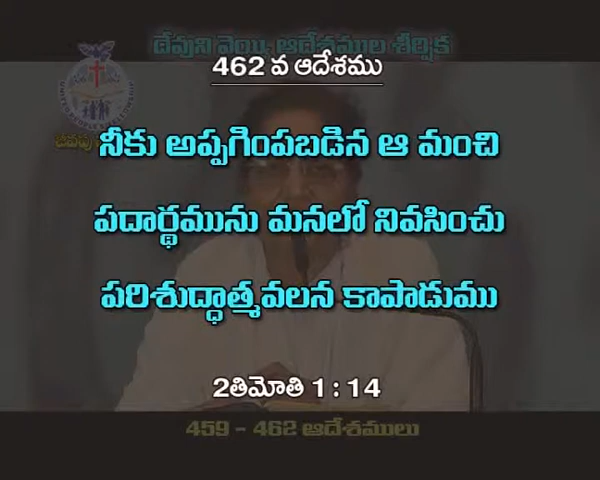 దేవుని వెయ్యి ఆదేశముల శీర్షిక
462 వ ఆదేశము
నీకు అప్పగింపబడిన ఆ మంచి
పదార్థమును మనలో నివసించు
పరిశుద్ధాత్మవలన కాపాడుము
2తిమోతి 1 : 14
459 - 462 ఆదేశములు